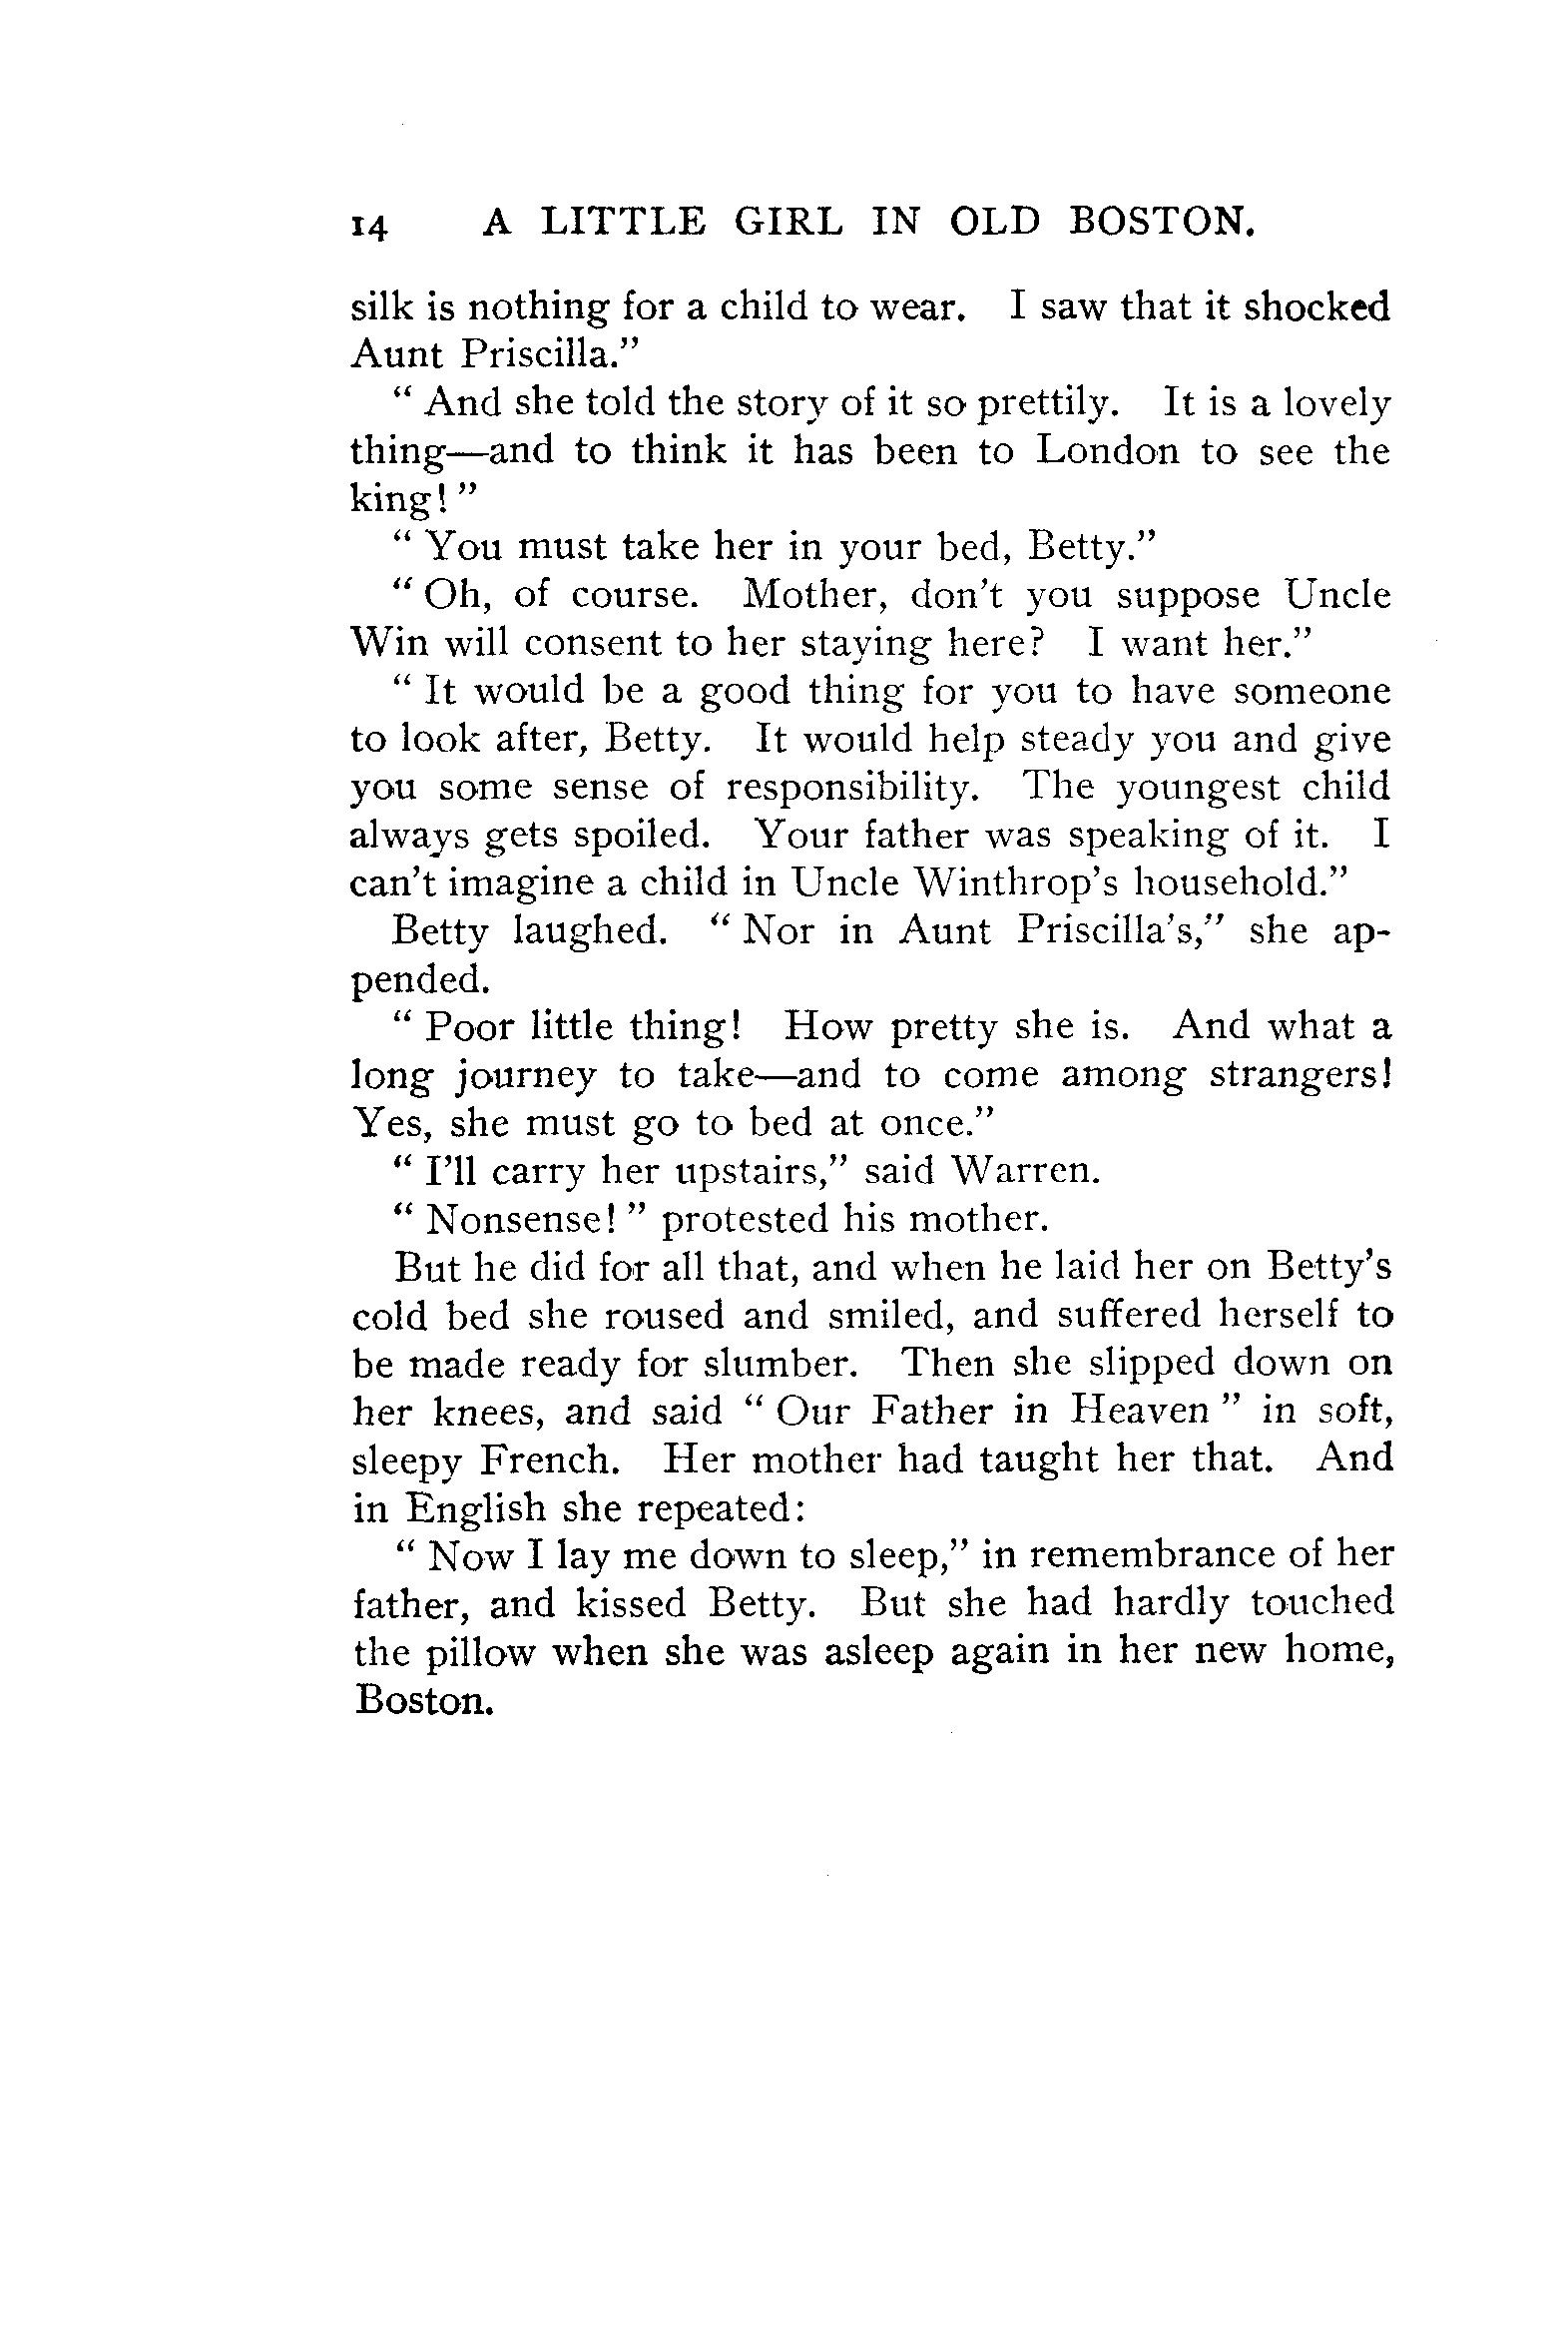 14 A LITTLE GIRL IN OLD BOSTON.
silk is nothing for a child to wear. I saw that it shocked
Aunt Priscilla.”
“ And she told the story of it so prettily. It is a lovely
thing—and to think it has been to London to see the
king! ”
“ You must take her in your bed, Betty.”
“ Oh, of course. Mother, don’t you suppose Uncle
Win will consent to her staying here? I want her.”
“ It would be a good thing for you to have someone
to look after, Betty. It would help steady you and give
you some sense of responsibility. The youngest child
always gets spoiled. Your father was speaking of it. I
can’t imagine a child in Uncle Winthrop’s household.”
Betty laughed. “ Nor in Aunt Priscilla’s,” she ap-
pended.
“ Poor little thing! How pretty she is. And what a
long journey to take—and to come among strangers!
Yes, she must go to bed at once.”
“ I’ll carry her upstairs,” said Warren.
“ Nonsense! ” protested his mother.
But he did for all that, and when he laid her on Betty’s
cold bed she roused and smiled, and suffered herself to
be made ready for slumber. Then she slipped down on
her knees, and said “ Our Father in Heaven ” in soft,
sleepy French. Her mother had taught her that. And
in English she repeated:
“ Now I lay me down to sleep,” in remembrance of her
father, and kissed Betty. But she had hardly touched
the pillow when she was asleep again in her new home,
Boston.